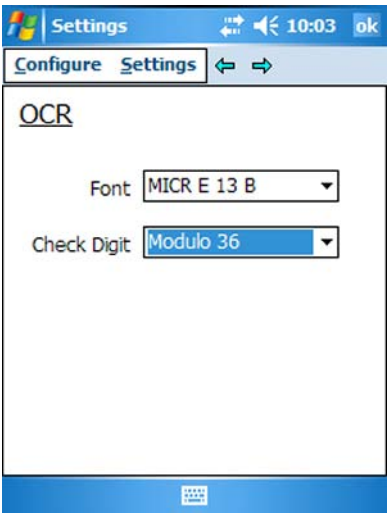 Settings 10:03 ok
Configure Settings
OCR
Font MICR E 13 B
Check Digit Modulo 36